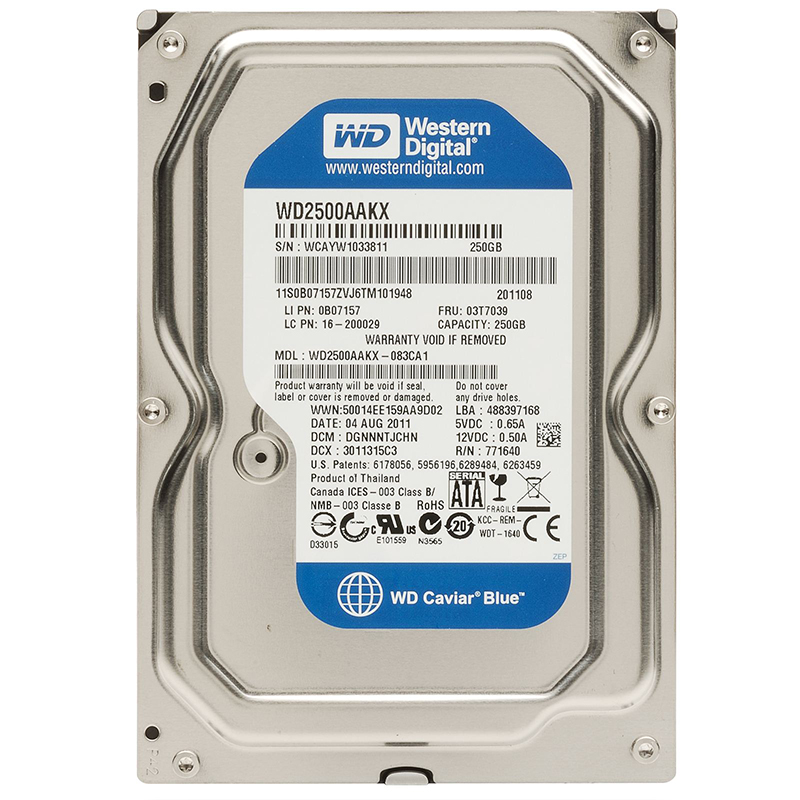 WD Western
Digital®
www.westerndigital.com
WD2500AAKX
S/N : WCAYW1033811 250GB
11S0B07157ZVJ6TM101948 201108
LI PN: 0B07157 FRU: 03T7039
LC PN: 16-200029 CAPACITY: 250GB
WARRANTY VOID IF REMOVED
MDL : WD2500AAKX-083CA1
Product warranty will be void if seal, Do not cover
label or cover is removed or damaged. any drive holes.
WWN:50014EE159AA9D02 LBA : 488397168
DATE: 04 AUG 2011 5VDC : 0.65A
DCM : DGNNNTJCHN 12VDC : 0.50A
DCX : 3011315C3 R/N : 771640
U.S. Patents: 6178056, 5956196,6289484, 6263459
Product of Thailand SERIAL
Canada ICES-003 Class B/ ATA
NMB-003 Classe B RoHS FRAGILE
c RU us 20 KCC-REM- CE
D33015 E101559 N3565 WDT-1640
ZEP
WD Caviar® Blue™
P-2